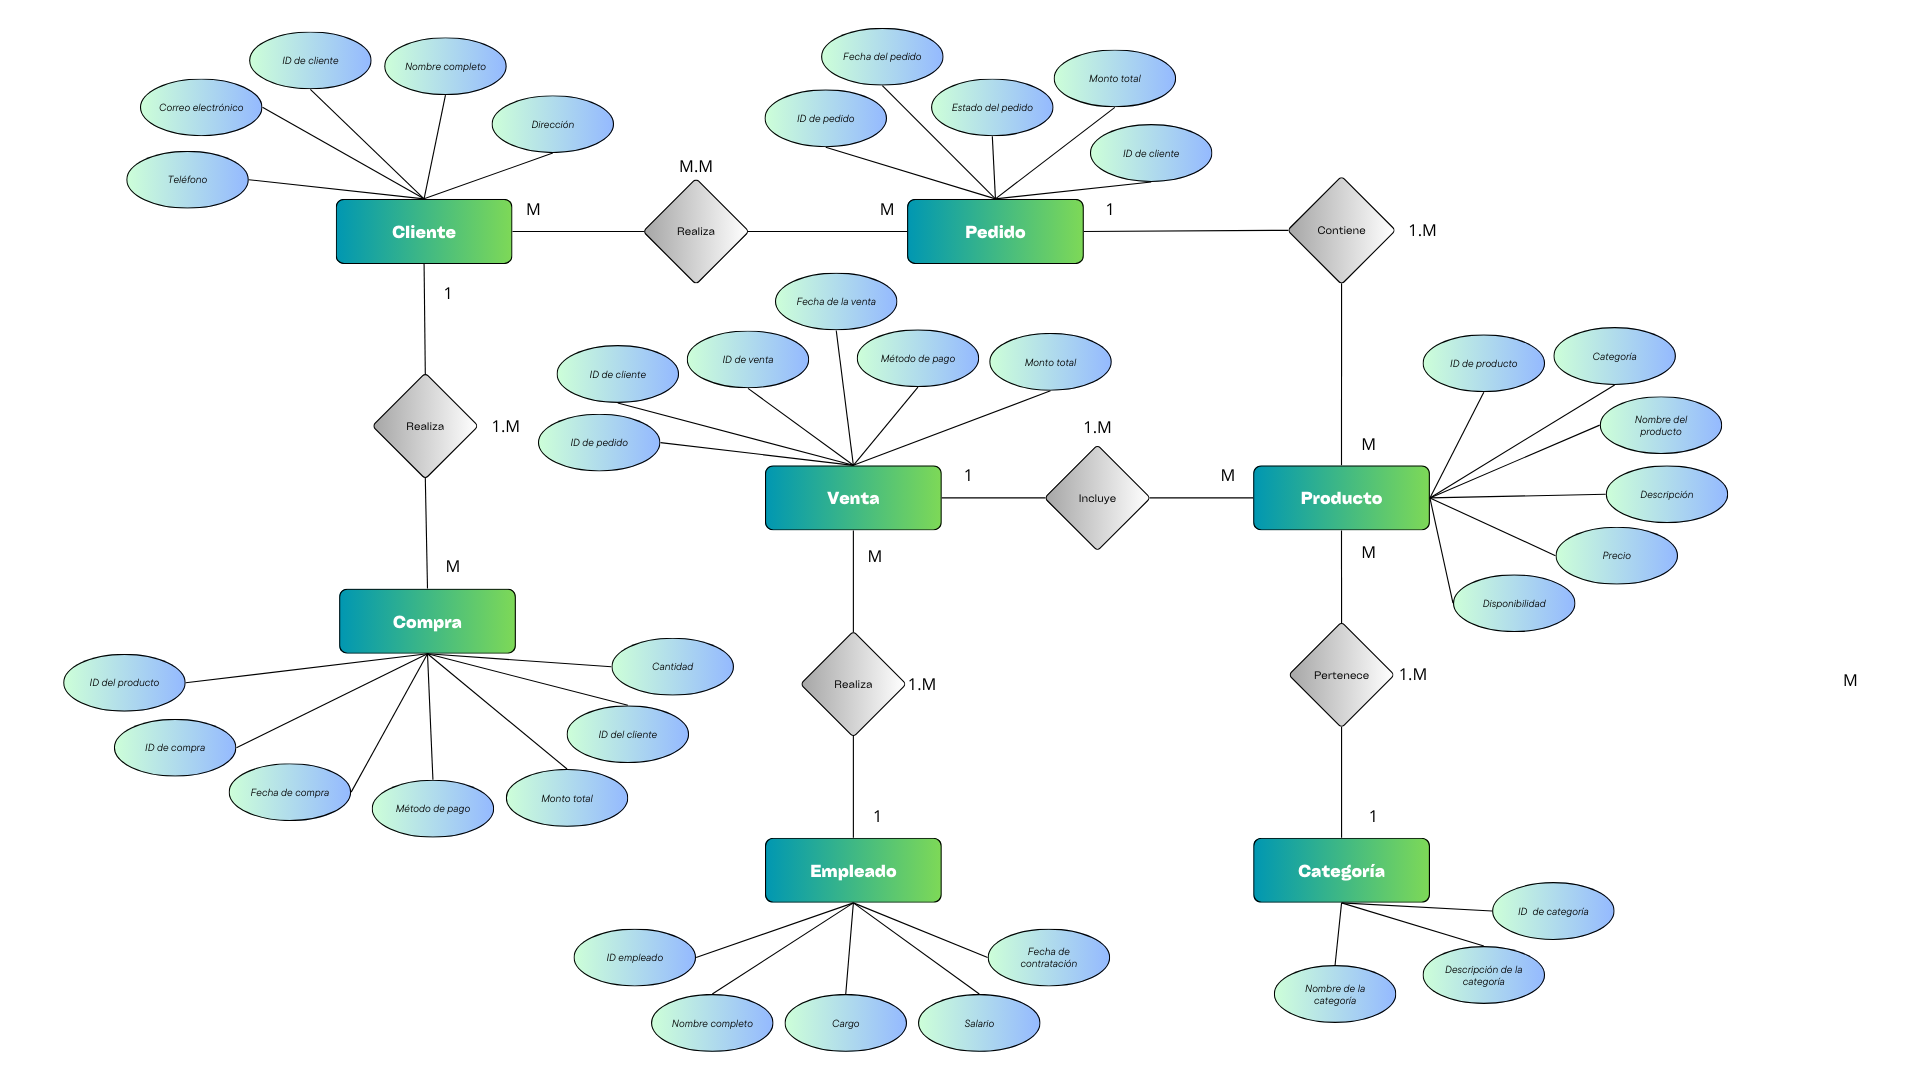 Fecha del pedido
ID de cliente
Nombre completo
Monto total
Correo electrónico
Estado del pedido
ID de pedido
Dirección
ID de cliente
Teléfono
M.M
M
M
1
Cliente
Realiza
Pedido
Contiene
1.M
1
Fecha de la venta
ID de cliente
ID de venta
Método de pago
Monto total
ID de producto
Categoría
Realiza
1.M
ID de pedido
1.M
M
Nombre del
producto
1
M
Venta
Incluye
Producto
Descripción
M
M
M
Precio
Disponibilidad
Compra
Cantidad
ID del producto
Realiza
1.M
Pertenece
1.M
M
ID del cliente
ID de compra
Fecha de compra
Método de pago
Monto total
1
1
Empleado
Categoría
ID  de categoría
ID empleado
Fecha de
contratación
Descripción de la
categoría
Nombre de la
categoría
Nombre completo
Cargo
Salario